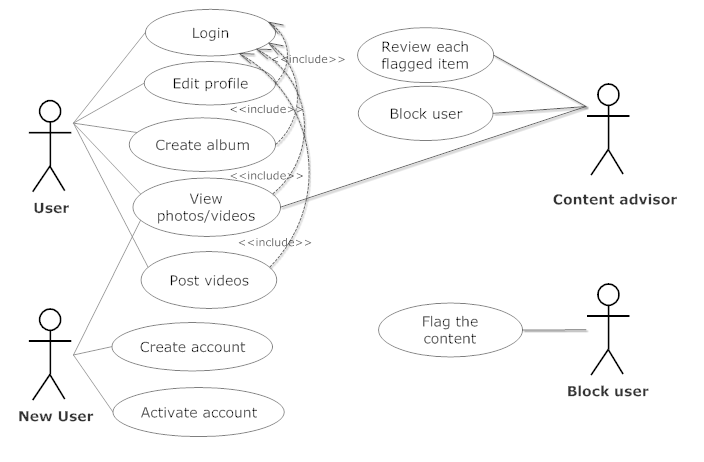 Login
<<include>>
Review each
flagged item
Edit profile
<<include>>
Block user
Create album
User
<<include>>
View
photos/videos
Content advisor
<<include>>
Post videos
Flag the
content
Create account
Block user
New User
Activate account